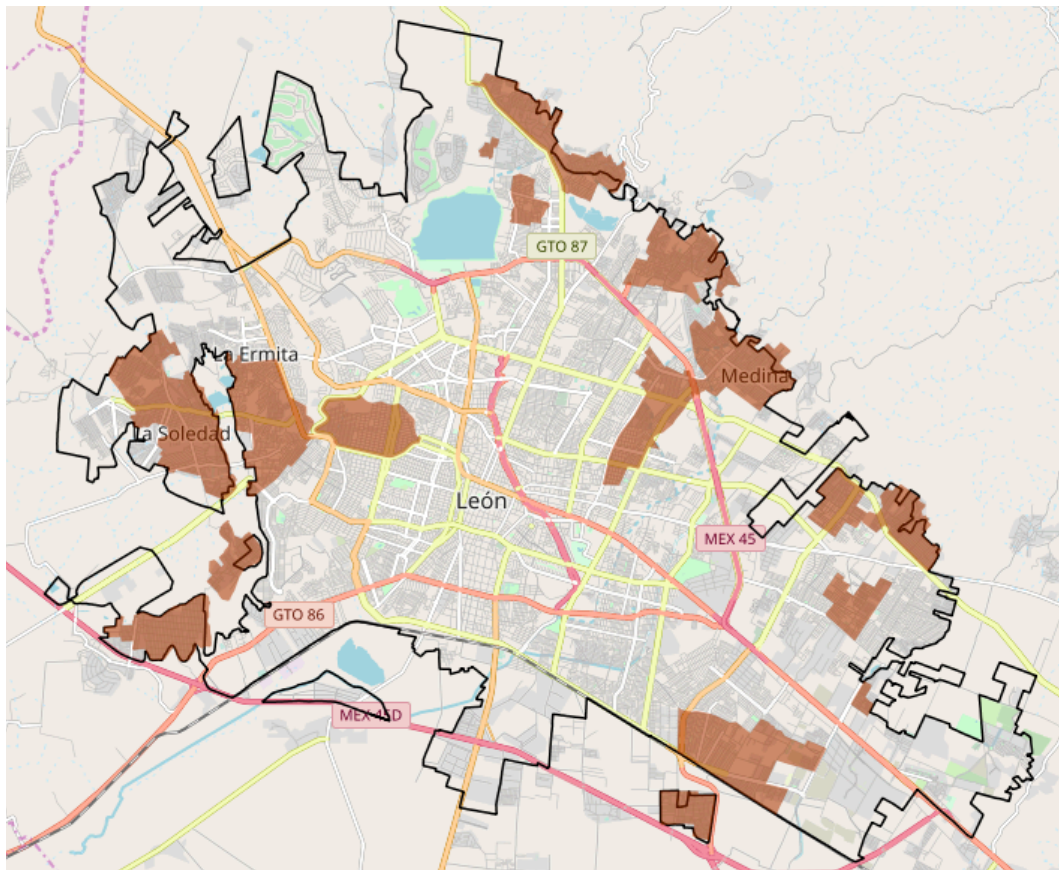 GTO 87
La Ermita
Medina
La Soledad
León
MEX 45
GTO 86
MEX 45D